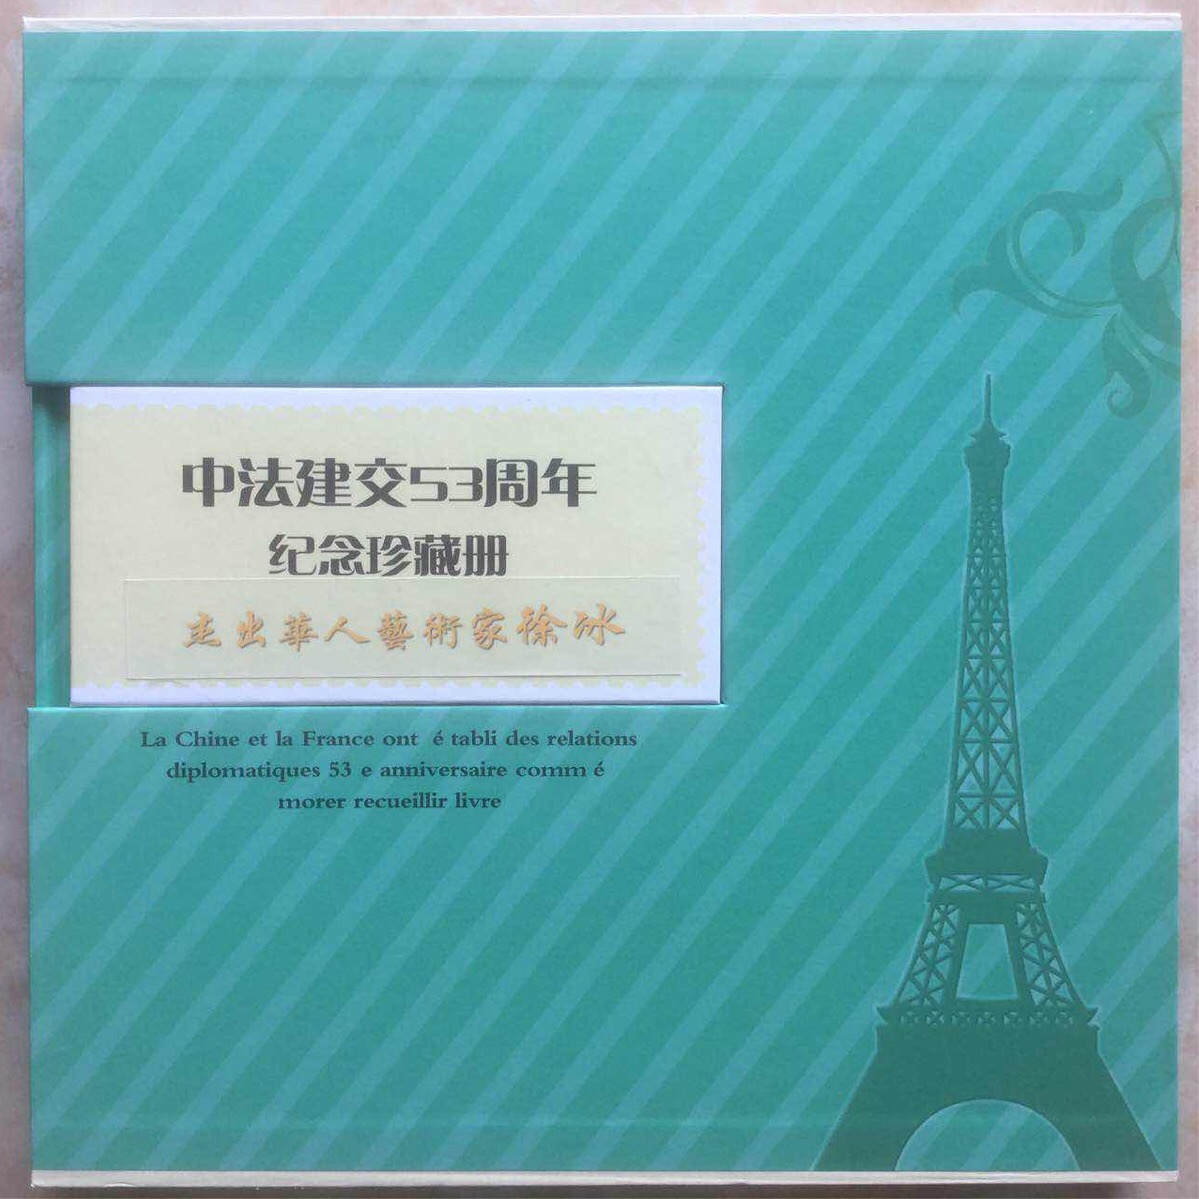 中法建交53周年
纪念珍藏册
杰出華人藝術家徐冰
La Chine et la France ont é tabli des relations
diplomatiques 53 e anniversaire comm é
morer recueillir livre